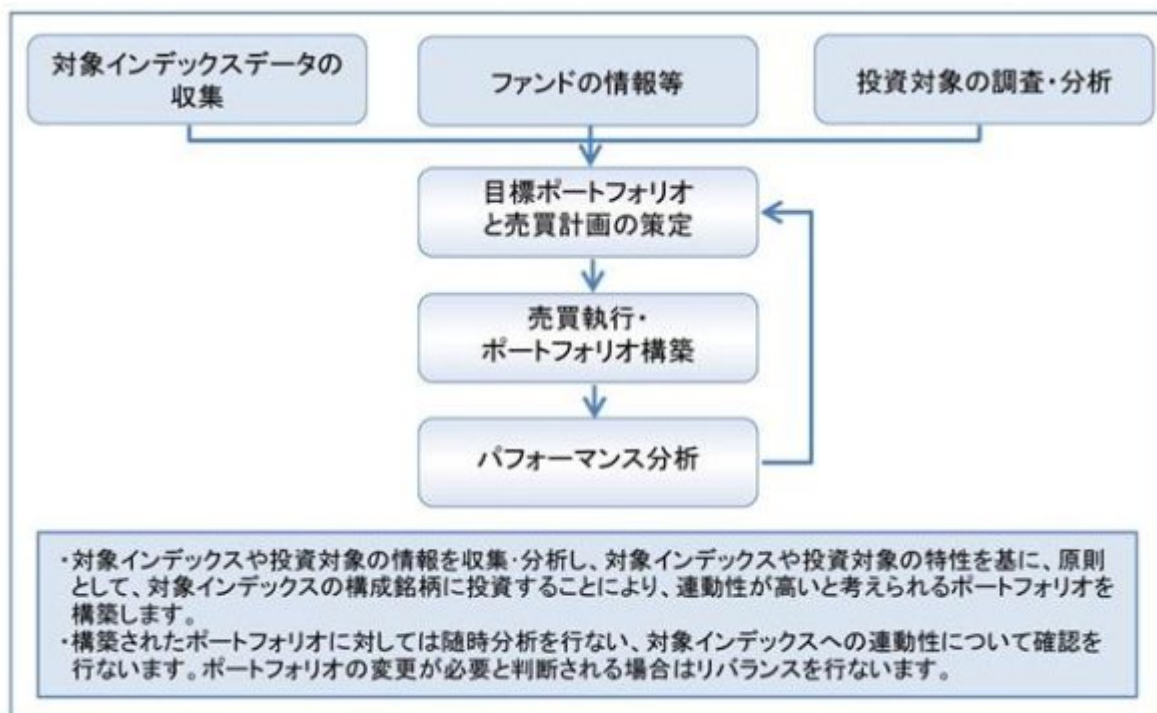 対象インデックスデータの
収集
ファンドの情報等
投資対象の調査・分析
目標ポートフォリオ
と売買計画の策定
売買執行・
ポートフォリオ構築
パフォーマンス分析
・対象インデックスや投資対象の情報を収集・分析し、対象インデックスや投資対象の特性を基に、原則
として、対象インデックスの構成銘柄に投資することにより、連動性が高いと考えられるポートフォリオを
構築します。
・構築されたポートフォリオに対しては随時分析を行ない、対象インデックスへの連動性について確認を
行ないます。ポートフォリオの変更が必要と判断される場合はリバランスを行ないます。